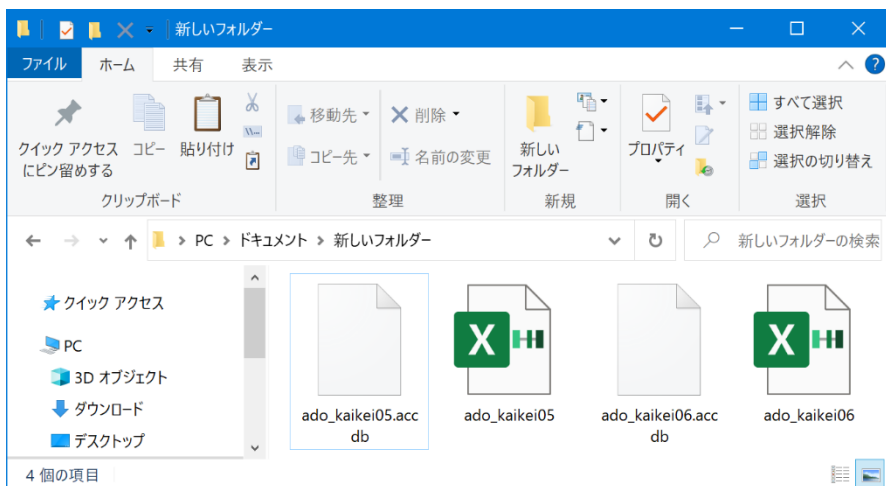 新しいフォルダー
ファイル ホーム 共有 表示
クイック アクセス
にピン留めする
コピー
貼り付け
クリップボード
移動先
コピー先
削除
名前の変更
整理
新しい
フォルダー
新規
プロパティ
開く
すべて選択
選択解除
選択の切り替え
選択
PC > ドキュメント > 新しいフォルダー
新しいフォルダーの検索
クイック アクセス
PC
3D オブジェクト
ダウンロード
デスクトップ
ado_kaikei05.acc
db
ado_kaikei05
ado_kaikei06.acc
db
ado_kaikei06
4 個の項目